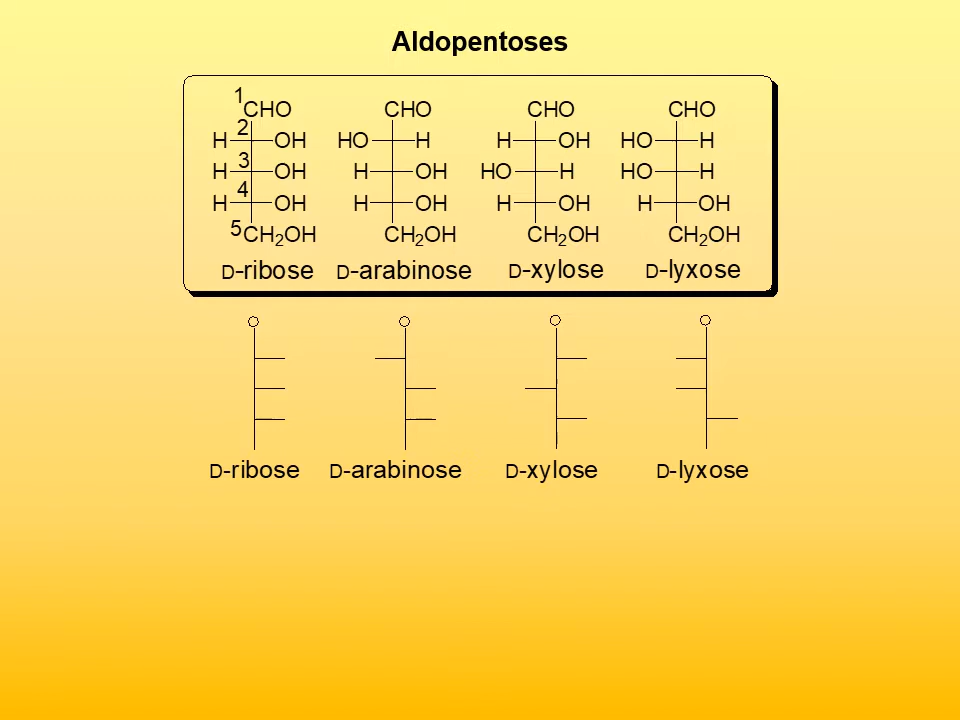 Aldopentoses
1
CHO CHO CHO CHO
2
H OH HO H H OH HO H
3
H OH H OH HO H HO H
4
H OH H OH H OH H OH
5
CH₂OH CH₂OH CH₂OH CH₂OH
D-ribose D-arabinose D-xylose D-lyxose
D-ribose D-arabinose D-xylose D-lyxose